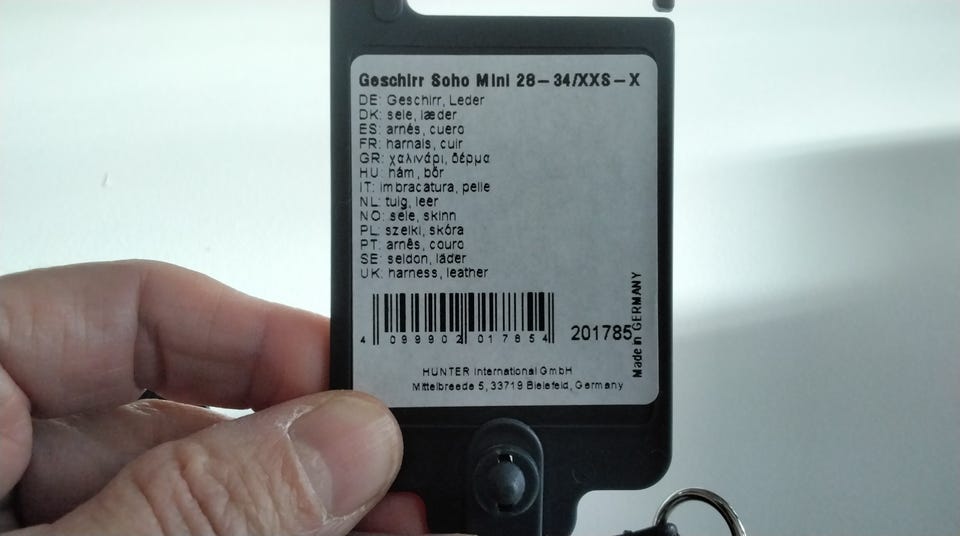 Geschirr Soho Mini 28–34/XXS–X
DE: Geschirr, Leder
DK: sele, læder
ES: arnés, cuero
FR: harnais, cuir
GR: χαλινάρι, δέρμα
HU: hám, bőr
IT: imbracatura, pelle
NL: tuig, leer
NO: sele, skinn
PL: szelki, skóra
PT: arnês, couro
SE: seldon, läder
UK: harness, leather
4 099902 017854
201785
Made in GERMANY
HUNTER International GmbH
Mittelbreede 5, 33719 Bielefeld, Germany